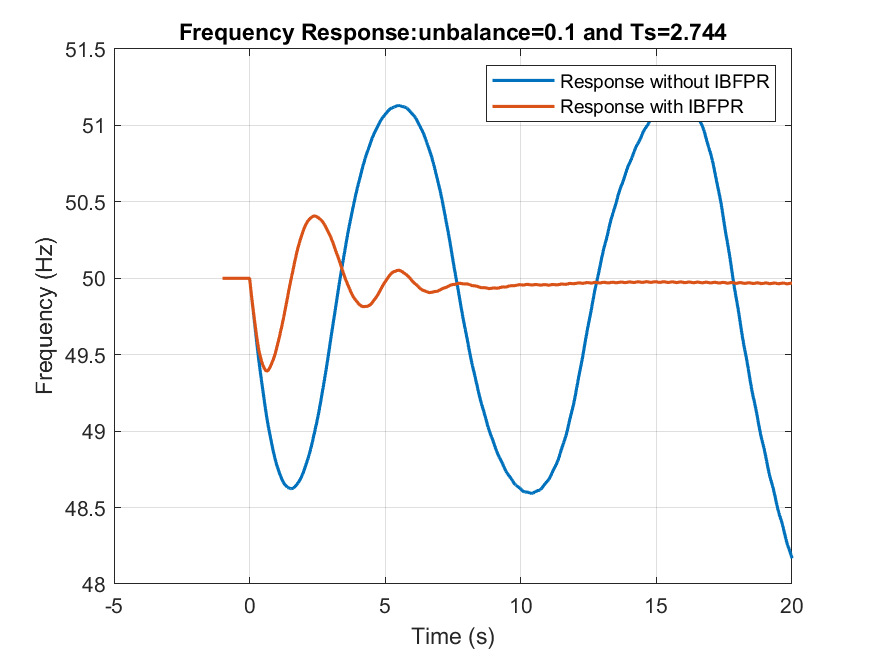 Frequency Response:unbalance=0.1 and Ts=2.744
Response without IBFPR
Response with IBFPR
51.5
51
50.5
50
49.5
49
48.5
48
Frequency (Hz)
-5
0
5
10
15
20
Time (s)